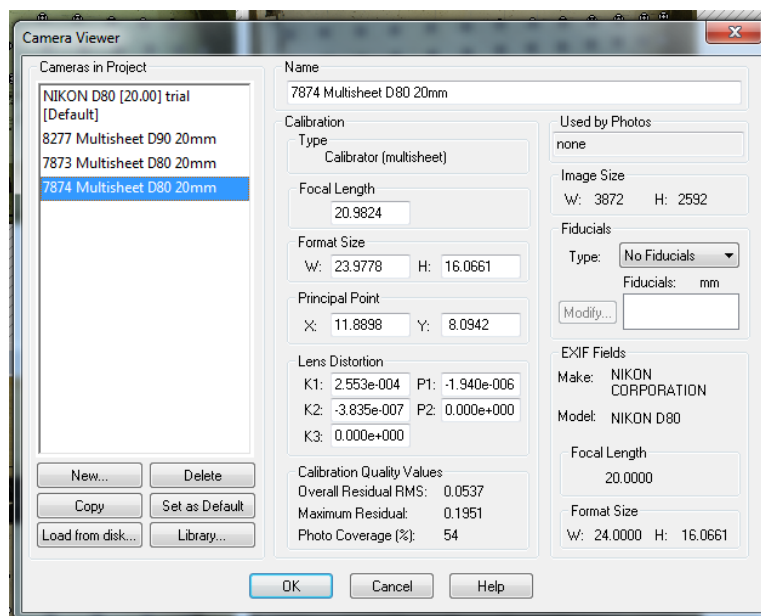 Camera Viewer
Cameras in Project
NIKON D80 [20.00] trial
[Default]
8277 Multisheet D90 20mm
7873 Multisheet D80 20mm
7874 Multisheet D80 20mm
New... Delete
Copy Set as Default
Load from disk... Library...
Name
7874 Multisheet D80 20mm
Calibration
Type
Calibrator (multisheet)
Focal Length
20.9824
Format Size
W: 23.9778 H: 16.0661
Principal Point
X: 11.8898 Y: 8.0942
Lens Distortion
K1: 2.553e-004 P1: -1.940e-006
K2: -3.835e-007 P2: 0.000e+000
K3: 0.000e+000
Calibration Quality Values
Overall Residual RMS: 0.0537
Maximum Residual: 0.1951
Photo Coverage (%): 54
Used by Photos
none
Image Size
W: 3872 H: 2592
Fiducials
Type: No Fiducials
Fiducials: mm
Modify...
EXIF Fields
Make: NIKON
CORPORATION
Model: NIKON D80
Focal Length
20.0000
Format Size
W: 24.0000 H: 16.0661
OK Cancel Help